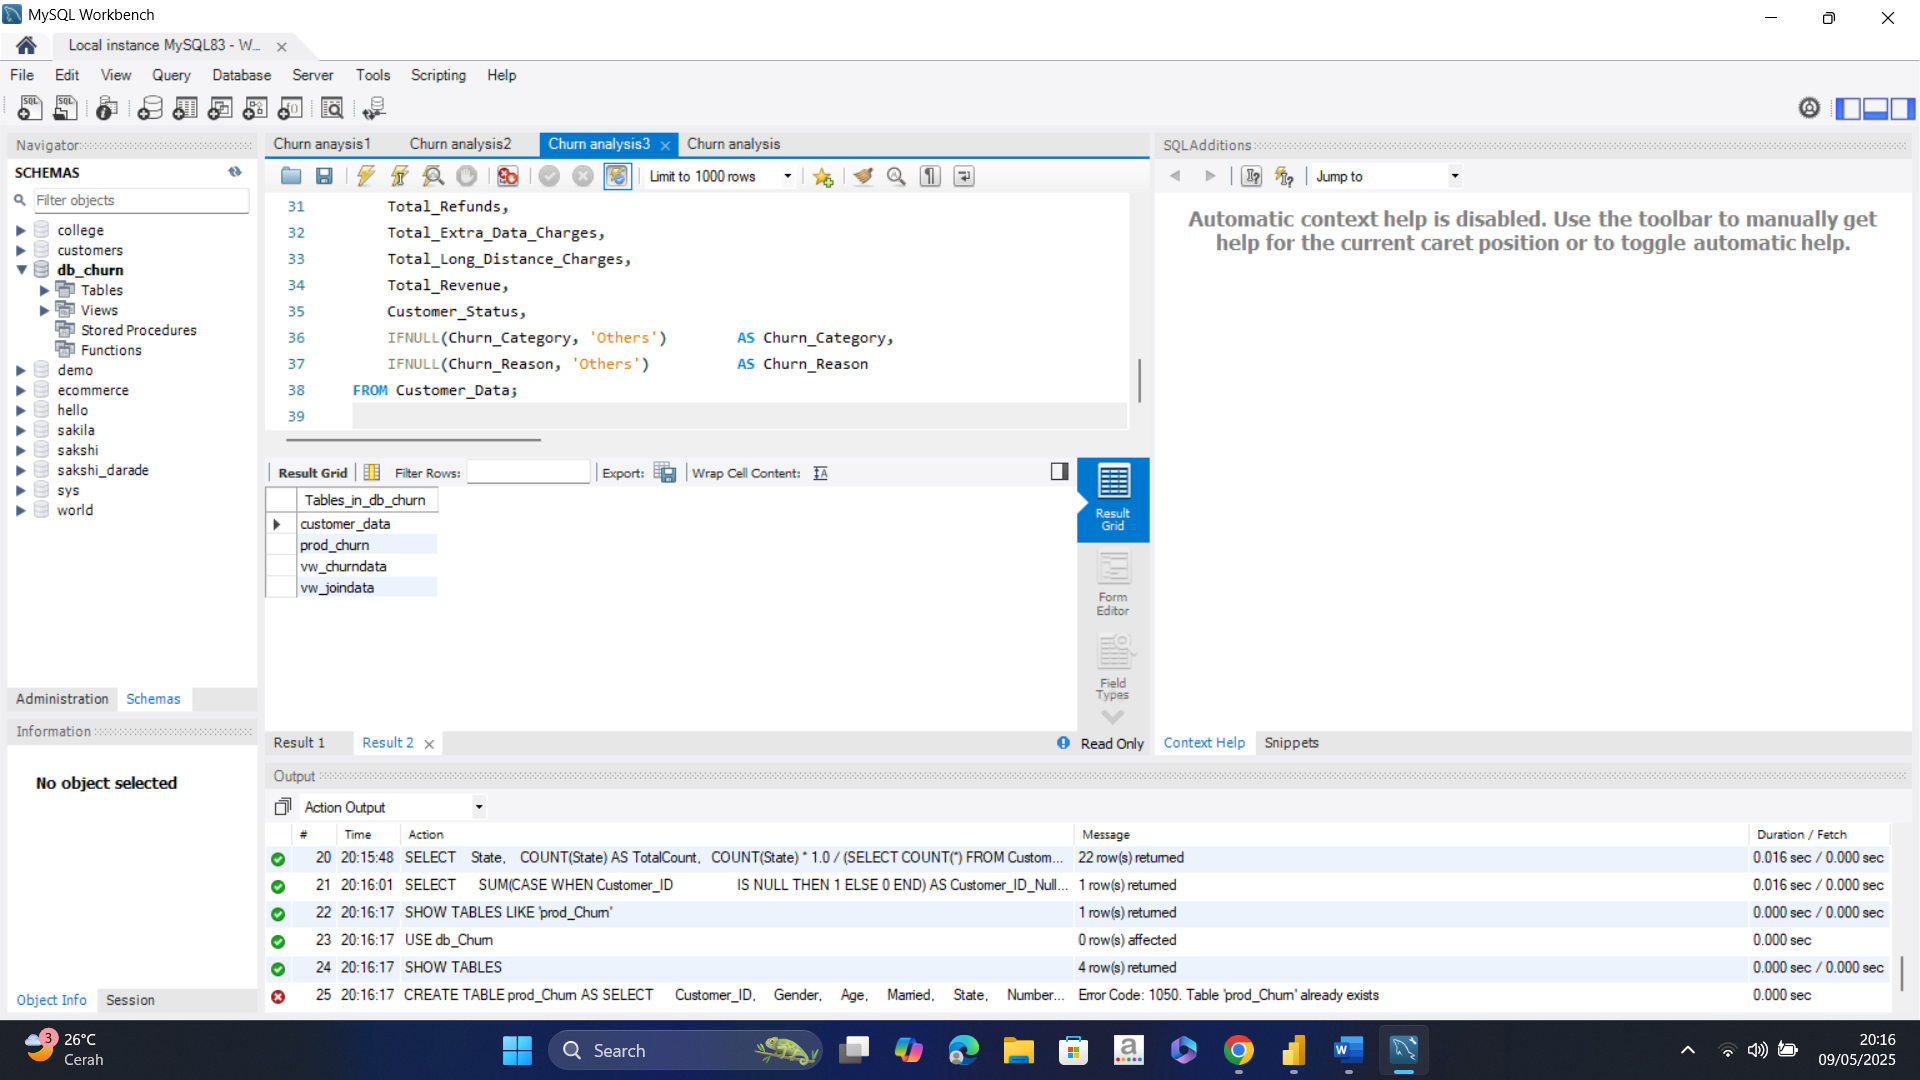 MySQL Workbench
Local instance MySQL83 - W...
File Edit View Query Database Server Tools Scripting Help
Navigator
SCHEMAS
Filter objects
college
customers
db_churn
Tables
Views
Stored Procedures
Functions
demo
ecommerce
hello
sakila
sakshi
sakshi_darade
sys
world
Administration Schemas
Information
No object selected
Object Info Session
Churn anaysis1 Churn analysis2 Churn analysis3 Churn analysis
Limit to 1000 rows
31 Total_Refunds,
32 Total_Extra_Data_Charges,
33 Total_Long_Distance_Charges,
34 Total_Revenue,
35 Customer_Status,
36 IFNULL(Churn_Category, 'Others') AS Churn_Category,
37 IFNULL(Churn_Reason, 'Others') AS Churn_Reason
38 FROM Customer_Data;
39
Result Grid Filter Rows: Export: Wrap Cell Content:
Tables_in_db_churn
customer_data
prod_churn
vw_churndata
vw_joindata
Result Grid
Form Editor
Field Types
Result 1 Result 2 Read Only
SQLAdditions
Jump to
Automatic context help is disabled. Use the toolbar to manually get
help for the current caret position or to toggle automatic help.
Context Help Snippets
Output
Action Output
# Time Action Message Duration / Fetch
20 20:15:48 SELECT State, COUNT(State) AS TotalCount, COUNT(State) * 1.0 / (SELECT COUNT(*) FROM Custom... 22 row(s) returned 0.016 sec / 0.000 sec
21 20:16:01 SELECT SUM(CASE WHEN Customer_ID IS NULL THEN 1 ELSE 0 END) AS Customer_ID_Null... 1 row(s) returned 0.016 sec / 0.000 sec
22 20:16:17 SHOW TABLES LIKE 'prod_Churn' 1 row(s) returned 0.000 sec / 0.000 sec
23 20:16:17 USE db_Churn 0 row(s) affected 0.000 sec
24 20:16:17 SHOW TABLES 4 row(s) returned 0.000 sec / 0.000 sec
25 20:16:17 CREATE TABLE prod_Churn AS SELECT Customer_ID, Gender, Age, Married, State, Number... Error Code: 1050. Table 'prod_Churn' already exists 0.000 sec
3
26°C
Cerah
Search
20:16
09/05/2025